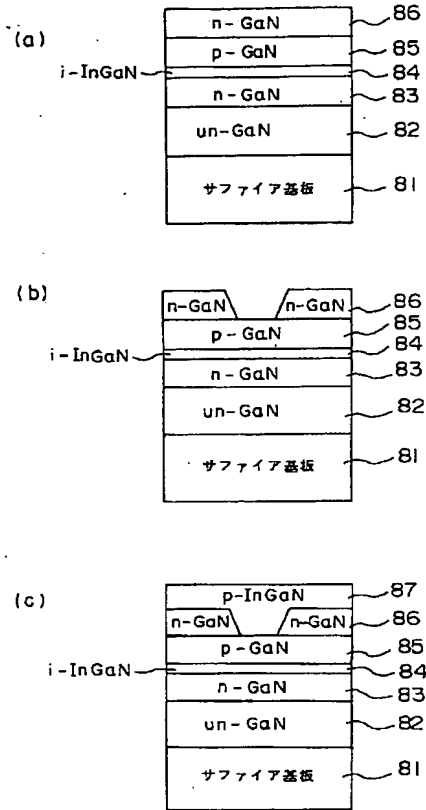 (a)
n-GaN 86
p-GaN 85
i-InGaN 84
n-GaN 83
un-GaN 82
サファイア基板 81
(b)
n-GaN n-GaN 86
p-GaN 85
i-InGaN 84
n-GaN 83
un-GaN 82
サファイア基板 81
(c)
p-InGaN 87
n-GaN n-GaN 86
p-GaN 85
i-InGaN 84
n-GaN 83
un-GaN 82
サファイア基板 81